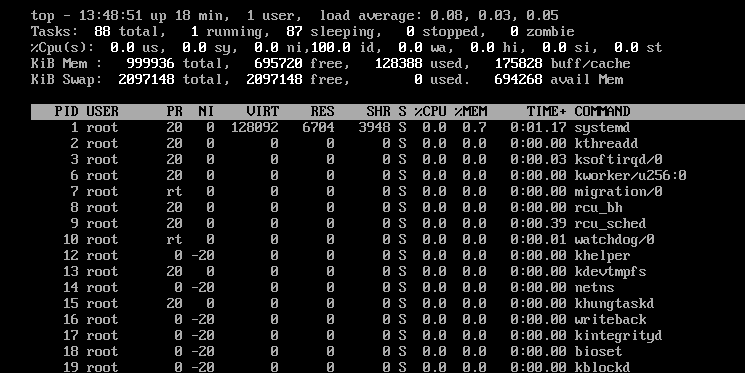 top - 13:48:51 up 18 min,  1 user,  load average: 0.08, 0.03, 0.05
Tasks:  88 total,   1 running,  87 sleeping,   0 stopped,   0 zombie
%Cpu(s):  0.0 us,  0.0 sy,  0.0 ni,100.0 id,  0.0 wa,  0.0 hi,  0.0 si,  0.0 st
KiB Mem :   999936 total,   695720 free,   128388 used,   175828 buff/cache
KiB Swap:  2097148 total,  2097148 free,        0 used.   694268 avail Mem
  PID USER      PR  NI    VIRT    RES    SHR S %CPU %MEM     TIME+ COMMAND
    1 root      20   0  128092   6704   3948 S  0.0  0.7   0:01.17 systemd
    2 root      20   0       0      0      0 S  0.0  0.0   0:00.00 kthreadd
    3 root      20   0       0      0      0 S  0.0  0.0   0:00.03 ksoftirqd/0
    6 root      20   0       0      0      0 S  0.0  0.0   0:00.00 kworker/u256:0
    7 root      rt   0       0      0      0 S  0.0  0.0   0:00.00 migration/0
    8 root      20   0       0      0      0 S  0.0  0.0   0:00.00 rcu_bh
    9 root      20   0       0      0      0 S  0.0  0.0   0:00.39 rcu_sched
   10 root      rt   0       0      0      0 S  0.0  0.0   0:00.01 watchdog/0
   12 root       0 -20       0      0      0 S  0.0  0.0   0:00.00 khelper
   13 root      20   0       0      0      0 S  0.0  0.0   0:00.00 kdevtmpfs
   14 root       0 -20       0      0      0 S  0.0  0.0   0:00.00 netns
   15 root      20   0       0      0      0 S  0.0  0.0   0:00.00 khungtaskd
   16 root       0 -20       0      0      0 S  0.0  0.0   0:00.00 writeback
   17 root       0 -20       0      0      0 S  0.0  0.0   0:00.00 kintegrityd
   18 root       0 -20       0      0      0 S  0.0  0.0   0:00.00 bioset
   19 root       0 -20       0      0      0 S  0.0  0.0   0:00.00 kblockd